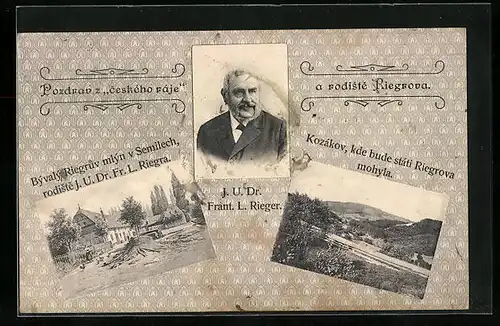 Pozdrav z „českého ráje“
a rodiště Riegrova.
Bývalý Riegrův mlýn v Semilech,
rodiště J. U. Dr. Fr. L. Riegra.
J. U. Dr.
Frant. L. Rieger.
Kozákov, kde bude státi Riegrova
mohyla.